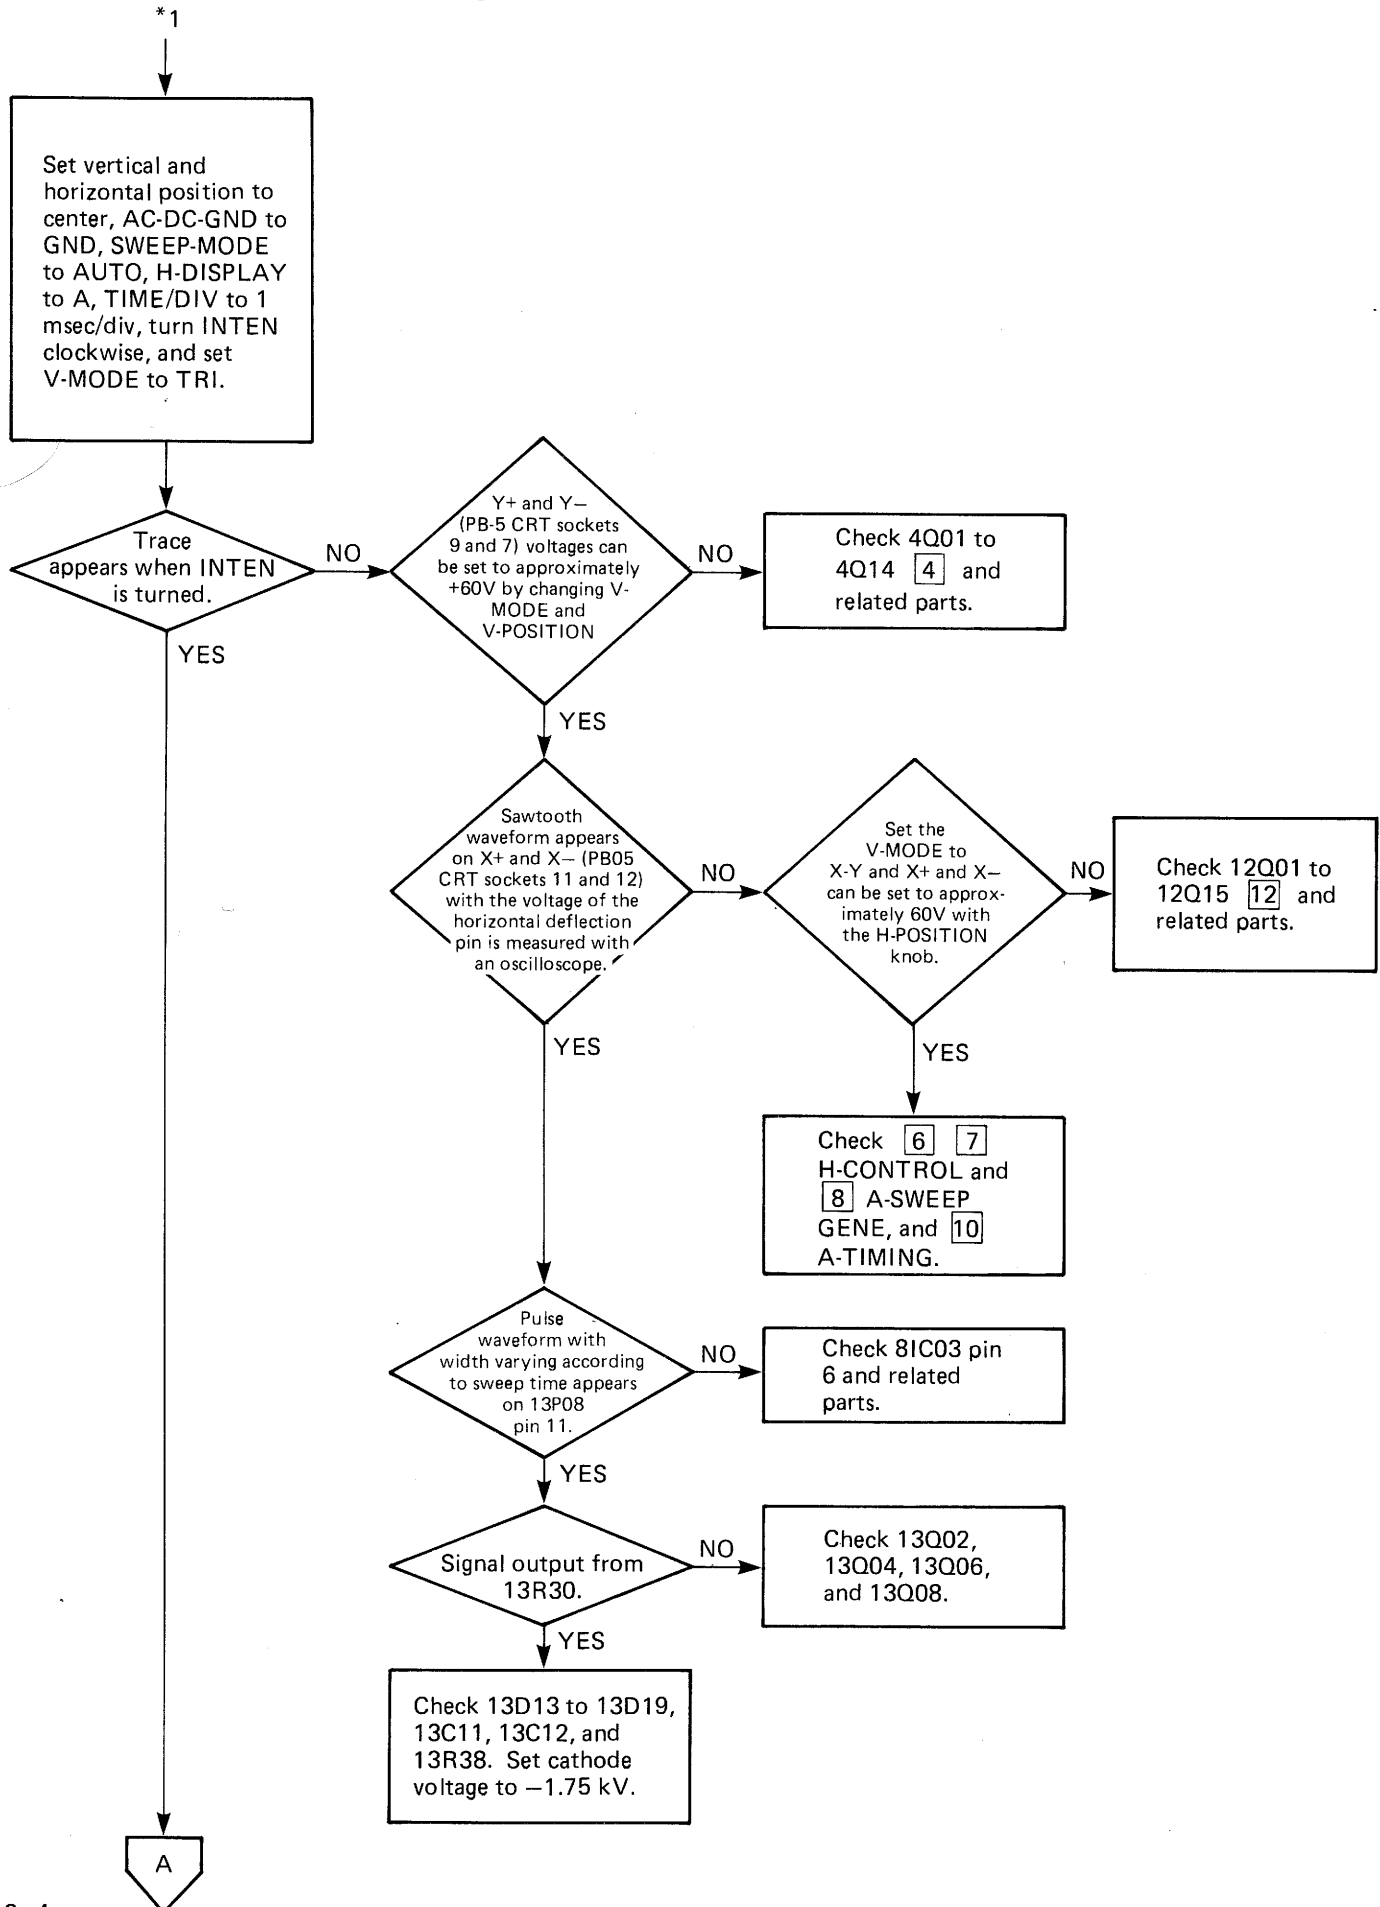 *1
Set vertical and
horizontal position to
center, AC-DC-GND to
GND, SWEEP-MODE
to AUTO, H-DISPLAY
to A, TIME/DIV to 1
msec/div, turn INTEN
clockwise, and set
V-MODE to TRI.
Trace
appears when INTEN
is turned.
NO
YES
Y+ and Y−
(PB-5 CRT sockets
9 and 7) voltages can
be set to approximately
+60V by changing V-
MODE and
V-POSITION
NO
Check 4Q01 to
4Q14 4 and
related parts.
YES
Sawtooth
waveform appears
on X+ and X− (PB05
CRT sockets 11 and 12)
with the voltage of the
horizontal deflection
pin is measured with
an oscilloscope.
NO
Set the
V-MODE to
X-Y and X+ and X−
can be set to approx-
imately 60V with
the H-POSITION
knob.
NO
Check 12Q01 to
12Q15 12 and
related parts.
YES
YES
Check 6 7
H-CONTROL and
8 A-SWEEP
GENE, and 10
A-TIMING.
Pulse
waveform with
width varying according
to sweep time appears
on 13P08
pin 11.
NO
Check 8IC03 pin
6 and related
parts.
YES
Signal output from
13R30.
NO
Check 13Q02,
13Q04, 13Q06,
and 13Q08.
YES
Check 13D13 to 13D19,
13C11, 13C12, and
13R38. Set cathode
voltage to −1.75 kV.
A